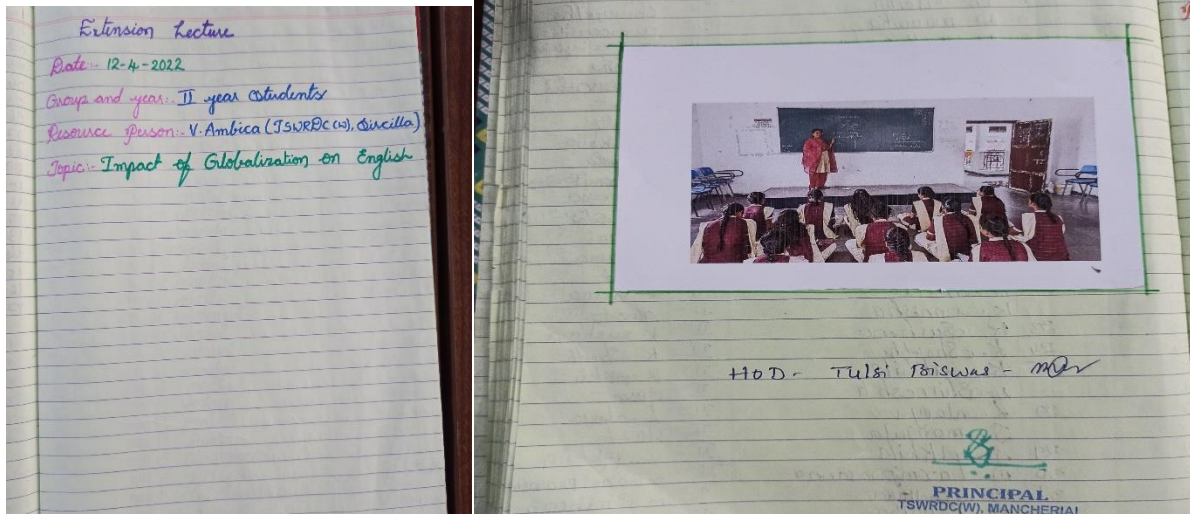 Extension Lecture
Date:- 12-4-2022
Group and year:- II year students
Resource Person:- V. Ambica (TSWRDC(W), Sircilla)
Topic:- Impact of Globalization on English
HOD- Tulsi Biswas-
PRINCIPAL
TSWRDC(W), MANCHERIAL